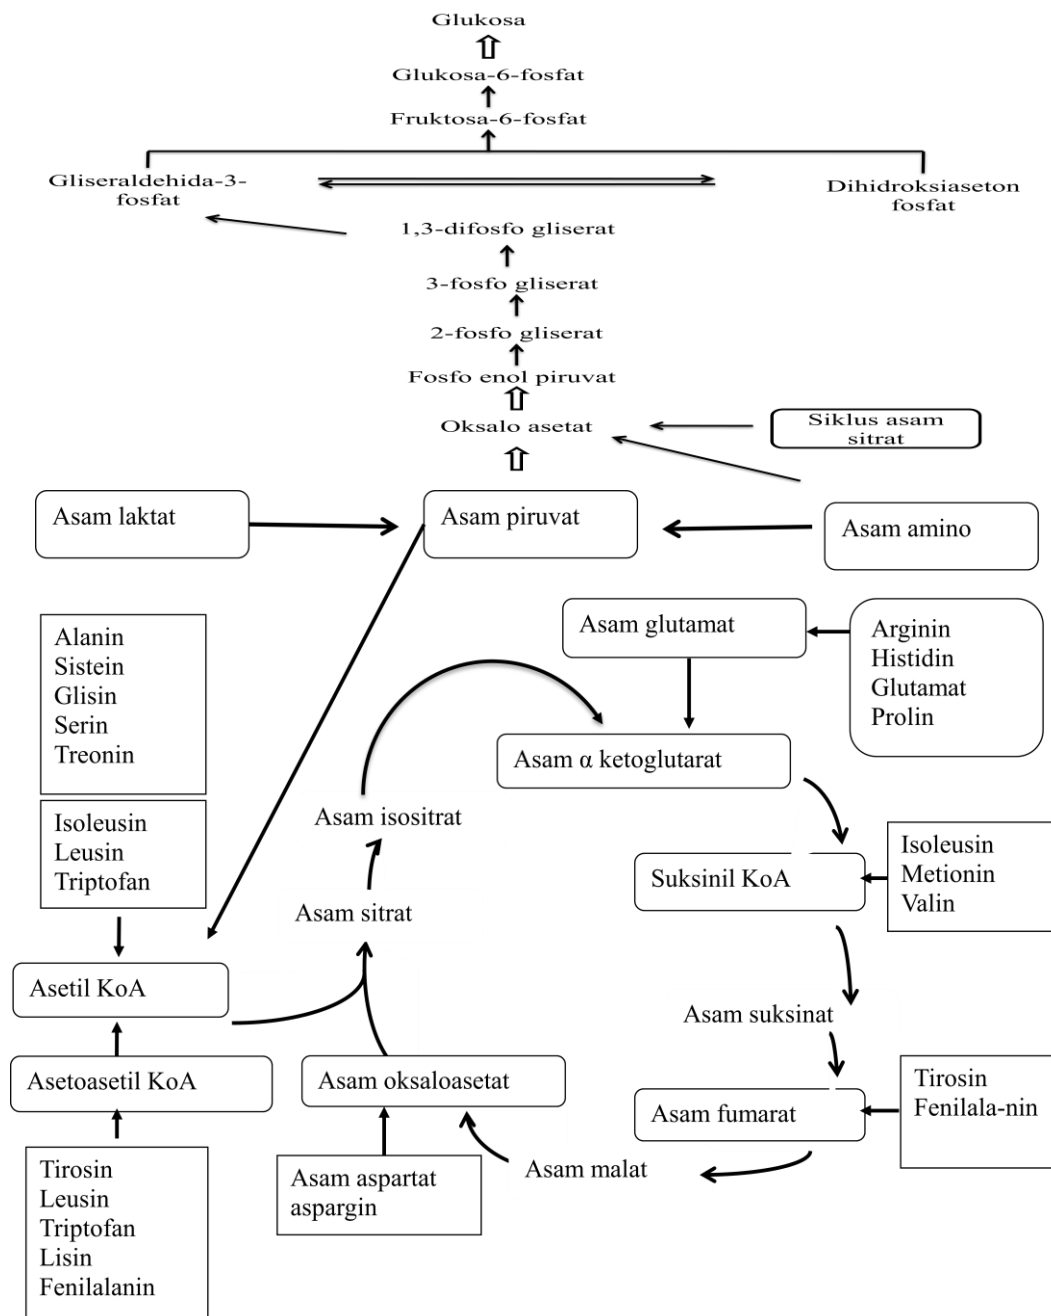 Glukosa
Glukosa-6-fosfat
Fruktosa-6-fosfat
Gliseraldehida-3-
fosfat
Dihidroksiaseton
fosfat
1,3-difosfo gliserat
3-fosfo gliserat
2-fosfo gliserat
Fosfo enol piruvat
Oksalo asetat
Siklus asam
sitrat
Asam laktat
Asam piruvat
Asam amino
Alanin
Sistein
Glisin
Serin
Treonin
Asam glutamat
Arginin
Histidin
Glutamat
Prolin
Asam α ketoglutarat
Isoleusin
Leusin
Triptofan
Asam isositrat
Suksinil KoA
Isoleusin
Metionin
Valin
Asam sitrat
Asetil KoA
Asam suksinat
Asetoasetil KoA
Asam oksaloasetat
Asam fumarat
Tirosin
Fenilala-nin
Tirosin
Leusin
Triptofan
Lisin
Fenilalanin
Asam aspartat
aspargin
Asam malat